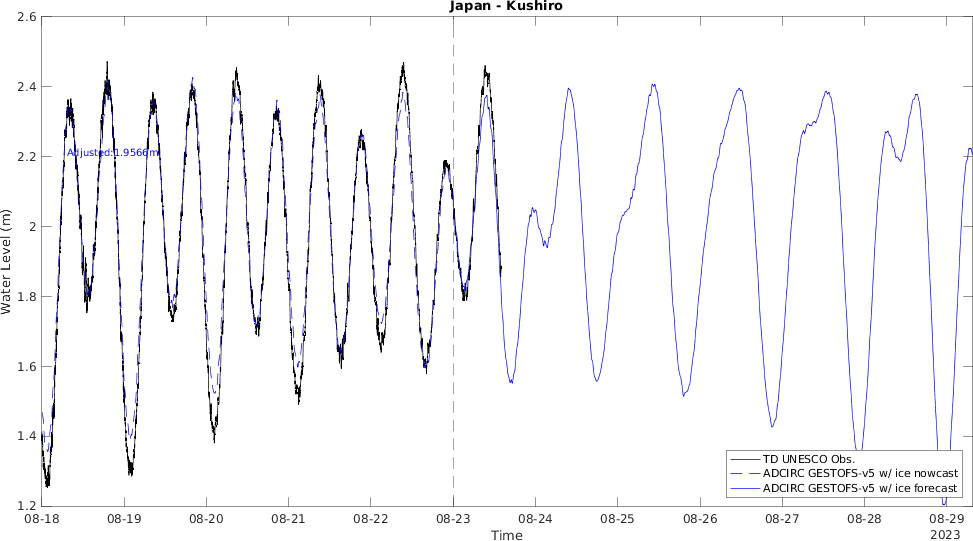 Japan - Kushiro
2.6
2.4
2.2
2
1.8
1.6
1.4
1.2
Water Level (m)
Adjusted:1.9566m
TD UNESCO Obs.
ADCIRC GESTOFS-v5 w/ ice nowcast
ADCIRC GESTOFS-v5 w/ ice forecast
08-18 08-19 08-20 08-21 08-22 08-23 08-24 08-25 08-26 08-27 08-28 08-29
Time
2023